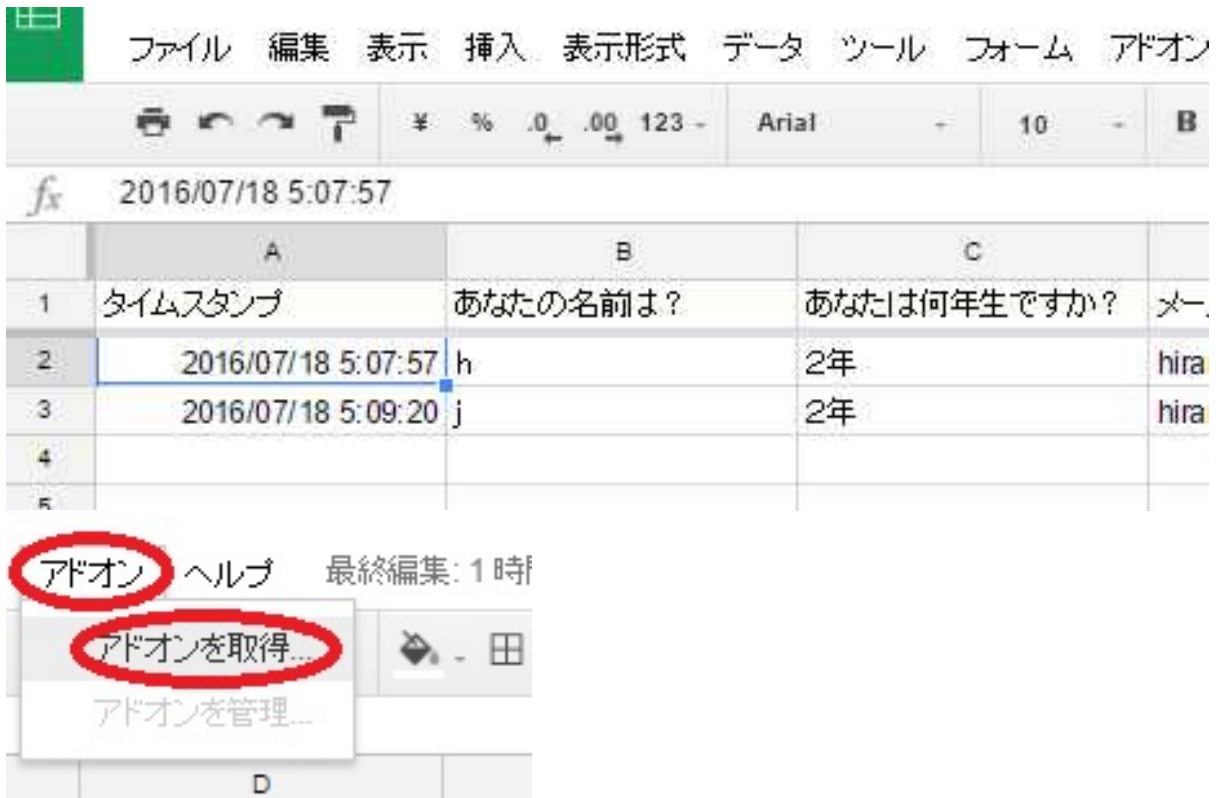 ファイル 編集 表示 挿入 表示形式 データ ツール フォーム アドオン
¥ % .0 .00 123 Arial 10 B
fx 2016/07/18 5:07:57
A B C
1 タイムスタンプ あなたの名前は？ あなたは何年生ですか？ メー
2 2016/07/18 5:07:57 h 2年 hira
3 2016/07/18 5:09:20 j 2年 hira
4
5
アドオン ヘルプ 最終編集: 1 時
アドオンを取得...
アドオンを管理...
D